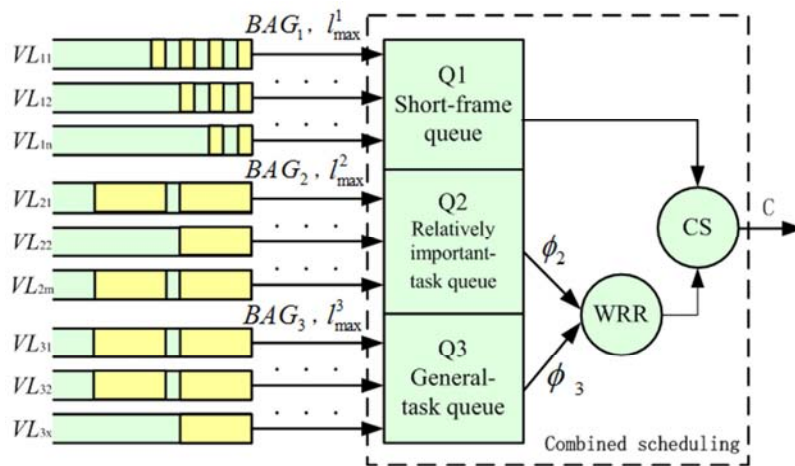 BAG₁, l¹max
VL₁₁
VL₁₂
VL₁ₙ
Q1
Short-frame
queue
BAG₂, l²max
VL₂₁
VL₂₂
VL₂ₘ
Q2
Relatively
important-
task queue
ϕ₂
BAG₃, l³max
VL₃₁
VL₃₂
VL₃ₓ
Q3
General-
task queue
ϕ₃
WRR
CS
C
Combined scheduling